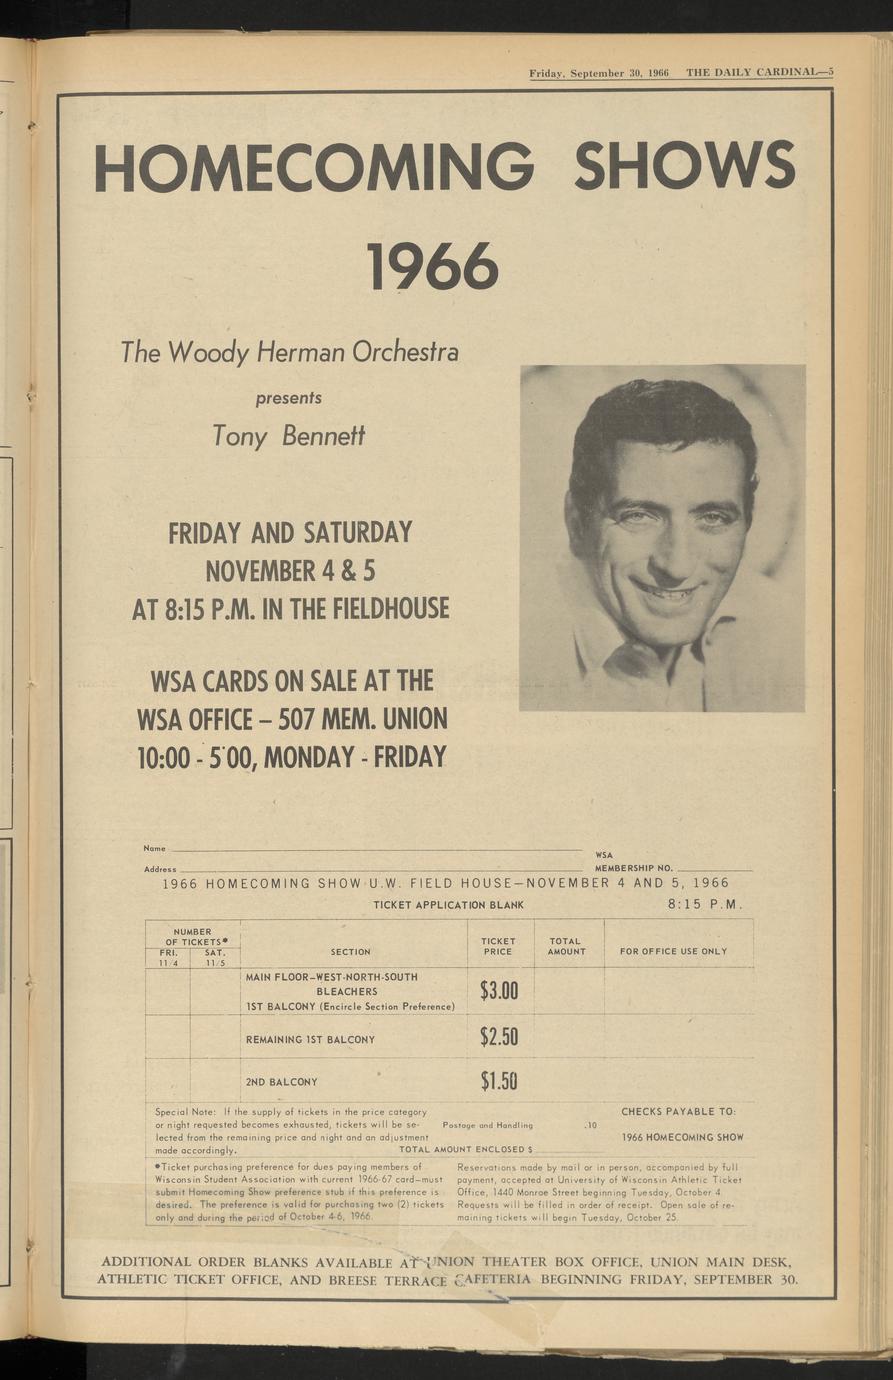 Friday, September 30, 1966 THE DAILY CARDINAL—5
HOMECOMING SHOWS
1966
The Woody Herman Orchestra
presents
Tony Bennett
FRIDAY AND SATURDAY
NOVEMBER 4 & 5
AT 8:15 P.M. IN THE FIELDHOUSE
WSA CARDS ON SALE AT THE
WSA OFFICE – 507 MEM. UNION
10:00 - 5:00, MONDAY - FRIDAY
Name
Address
WSA
MEMBERSHIP NO.
1966 HOMECOMING SHOW U.W. FIELD HOUSE—NOVEMBER 4 AND 5, 1966
TICKET APPLICATION BLANK 8:15 P.M.
NUMBER
OF TICKETS*
FRI.
11/4
SAT.
11/5
SECTION
TICKET
PRICE
TOTAL
AMOUNT
FOR OFFICE USE ONLY
MAIN FLOOR–WEST-NORTH-SOUTH
BLEACHERS
1ST BALCONY (Encircle Section Preference)
$3.00
REMAINING 1ST BALCONY
$2.50
2ND BALCONY
$1.50
Special Note: If the supply of tickets in the price category
or night requested becomes exhausted, tickets will be se-
lected from the remaining price and night and an adjustment
made accordingly.
Postage and Handling .10
TOTAL AMOUNT ENCLOSED $
CHECKS PAYABLE TO:
1966 HOMECOMING SHOW
*Ticket purchasing preference for dues paying members of
Wisconsin Student Association with current 1966-67 card—must
submit Homecoming Show preference stub if this preference is
desired. The preference is valid for purchasing two (2) tickets
only and during the period of October 4-6, 1966.
Reservations made by mail or in person, accompanied by full
payment, accepted at University of Wisconsin Athletic Ticket
Office, 1440 Monroe Street beginning Tuesday, October 4.
Requests will be filled in order of receipt. Open sale of re-
maining tickets will begin Tuesday, October 25.
ADDITIONAL ORDER BLANKS AVAILABLE AT UNION THEATER BOX OFFICE, UNION MAIN DESK,
ATHLETIC TICKET OFFICE, AND BREESE TERRACE CAFETERIA BEGINNING FRIDAY, SEPTEMBER 30.